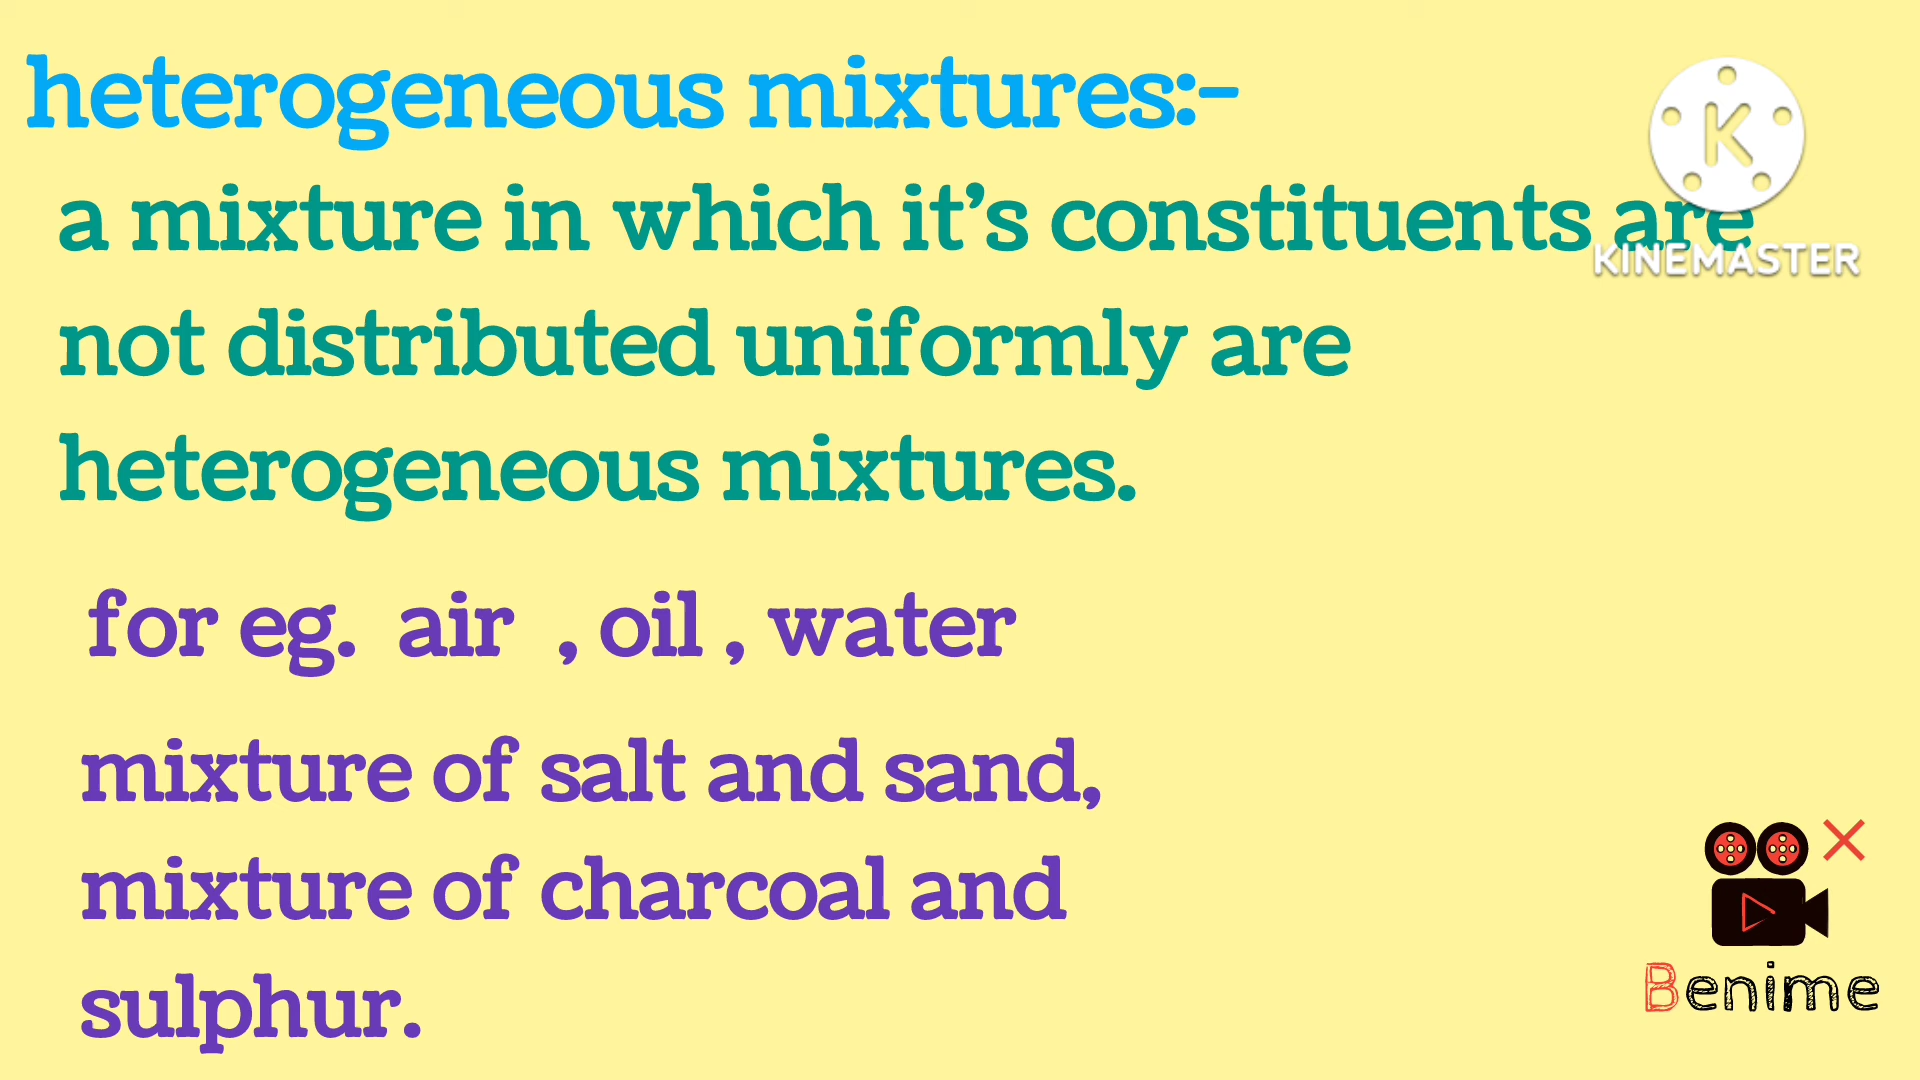 heterogeneous mixtures:-
a mixture in which it's constituents are
KINEMASTER
not distributed uniformly are
heterogeneous mixtures.
for eg. air , oil , water
mixture of salt and sand,
mixture of charcoal and
sulphur.
Benime